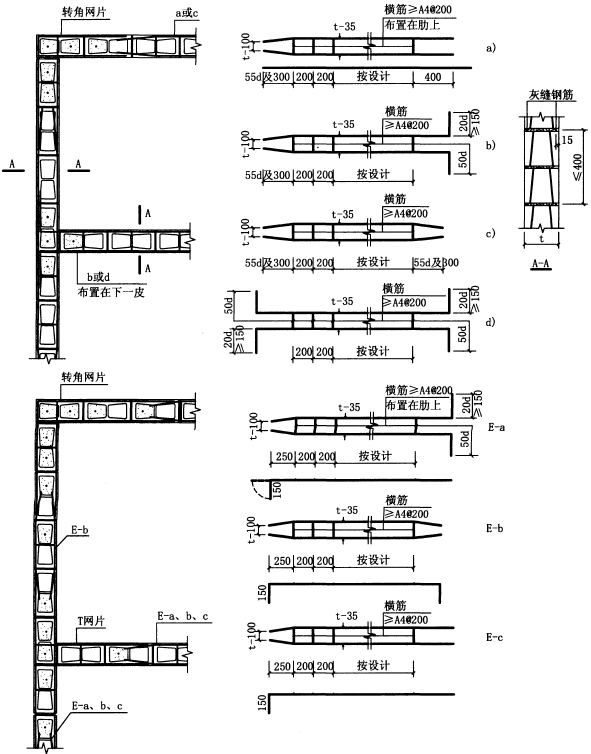 转角网片
a或c
A
A
A
A
b或d
布置在下一皮
横筋≥A4@200
布置在肋上
t-35
t-100
55d及300
200
200
按设计
400
a)
横筋
≥A4@200
t-35
t-100
20d
≥150
50d
55d及300
200
200
按设计
b)
横筋
≥A4@200
t-35
t-100
55d及300
200
200
按设计
55d及300
c)
横筋
≥A4@200
t-35
50d
20d
≥150
20d
≥150
50d
200
200
按设计
d)
灰缝钢筋
15
≤400
t
A-A
转角网片
E-b
T网片
E-a、b、c
E-a、b、c
横筋≥A4@200
布置在肋上
t-35
t-100
20d
≥150
50d
250
200
200
按设计
150
E-a
横筋
≥A4@200
t-35
t-100
250
200
200
按设计
150
E-b
横筋
≥A4@200
t-35
t-100
250
200
200
按设计
150
E-c